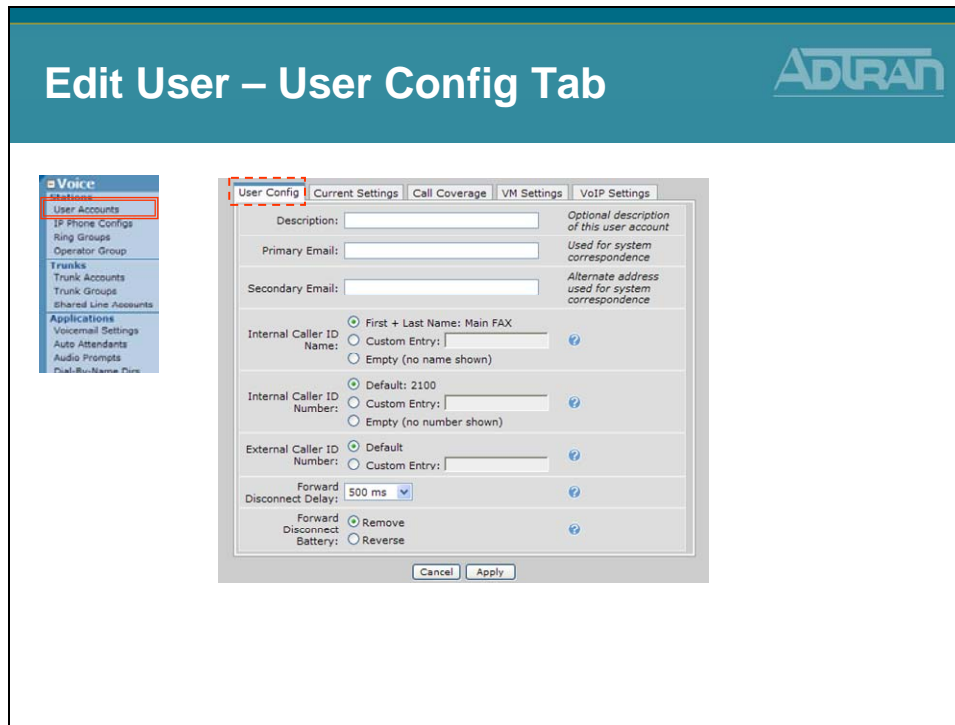 Edit User – User Config Tab
ADTRAN
Voice
Stations
User Accounts
IP Phone Configs
Ring Groups
Operator Group
Trunks
Trunk Accounts
Trunk Groups
Shared Line Accounts
Applications
Voicemail Settings
Auto Attendants
Audio Prompts
Dial-By-Name Dirs
User Config
Current Settings
Call Coverage
VM Settings
VoIP Settings
Description:
Optional description
of this user account
Primary Email:
Used for system
correspondence
Secondary Email:
Alternate address
used for system
correspondence
Internal Caller ID
Name:
First + Last Name: Main FAX
Custom Entry:
Empty (no name shown)
?
Internal Caller ID
Number:
Default: 2100
Custom Entry:
Empty (no number shown)
?
External Caller ID
Number:
Default
Custom Entry:
?
Forward
Disconnect Delay:
500 ms
?
Forward
Disconnect
Battery:
Remove
Reverse
?
Cancel
Apply